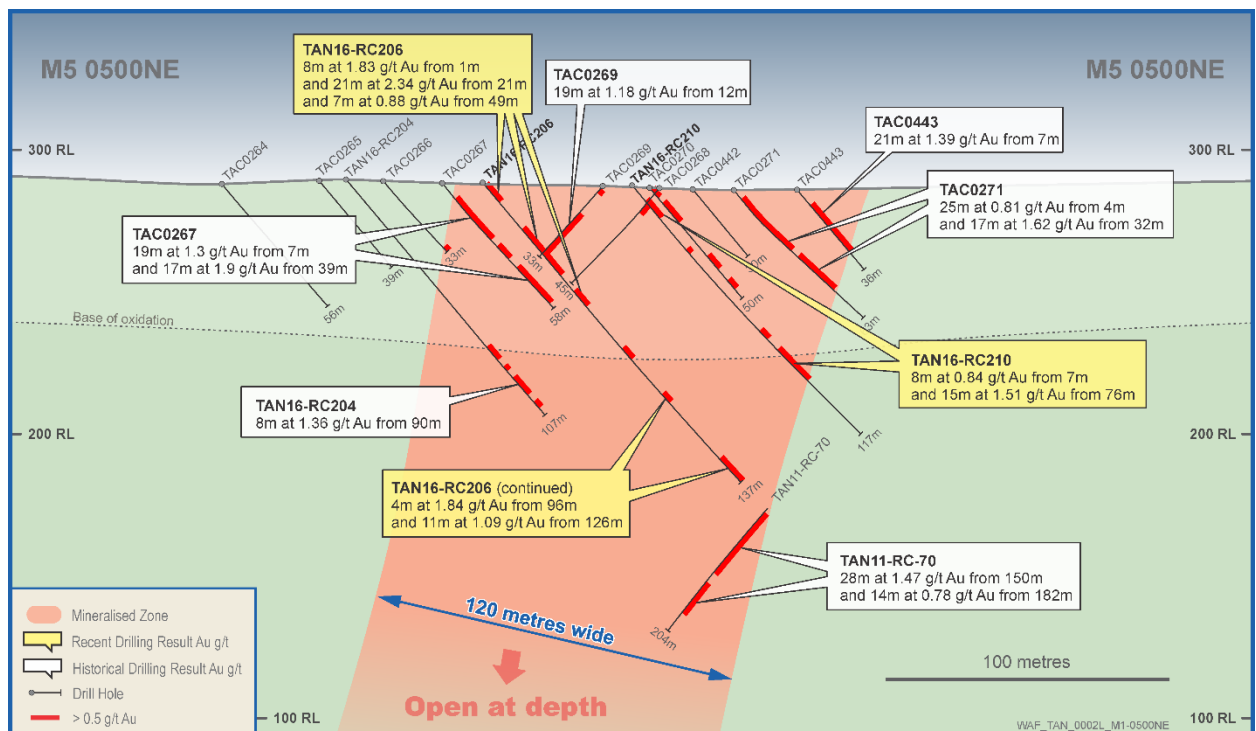 M5 0500NE
M5 0500NE
TAN16-RC206
8m at 1.83 g/t Au from 1m
and 21m at 2.34 g/t Au from 21m
and 7m at 0.88 g/t Au from 49m
TAC0269
19m at 1.18 g/t Au from 12m
TAC0443
21m at 1.39 g/t Au from 7m
TAC0271
25m at 0.81 g/t Au from 4m
and 17m at 1.62 g/t Au from 32m
300 RL
300 RL
TAC0264
TAC0265
TAN16-RC204
TAC0266
TAC0267
TAN16-RC206
TAC0269
TAN16-RC210
TAC0270
TAC0268
TAC0442
TAC0271
TAC0443
TAC0267
19m at 1.3 g/t Au from 7m
and 17m at 1.9 g/t Au from 39m
56m
39m
33m
58m
33m
45m
50m
36m
3m
Base of oxidation
TAN16-RC210
8m at 0.84 g/t Au from 7m
and 15m at 1.51 g/t Au from 76m
TAN16-RC204
8m at 1.36 g/t Au from 90m
107m
117m
200 RL
200 RL
TAN16-RC206 (continued)
4m at 1.84 g/t Au from 96m
and 11m at 1.09 g/t Au from 126m
137m
TAN11-RC-70
TAN11-RC-70
28m at 1.47 g/t Au from 150m
and 14m at 0.78 g/t Au from 182m
204m
120 metres wide
Open at depth
100 metres
Mineralised Zone
Recent Drilling Result Au g/t
Historical Drilling Result Au g/t
Drill Hole
> 0.5 g/t Au
100 RL
100 RL
WAF_TAN_0002L_M1-0500NE